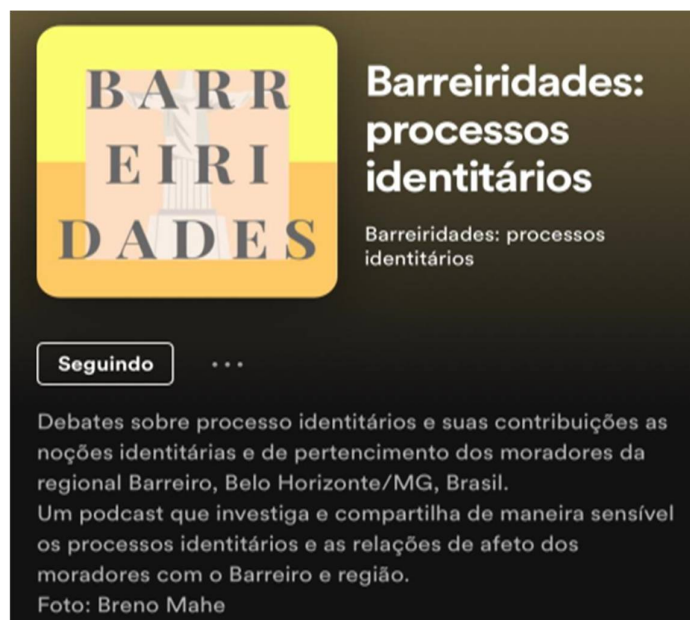 BARR
EIRI
DADES
Barreiridades:
processos
identitários
Barreiridades: processos
identitários
Seguindo
Debates sobre processo identitários e suas contribuições as
noções identitárias e de pertencimento dos moradores da
regional Barreiro, Belo Horizonte/MG, Brasil.
Um podcast que investiga e compartilha de maneira sensível
os processos identitários e as relações de afeto dos
moradores com o Barreiro e região.
Foto: Breno Mahe